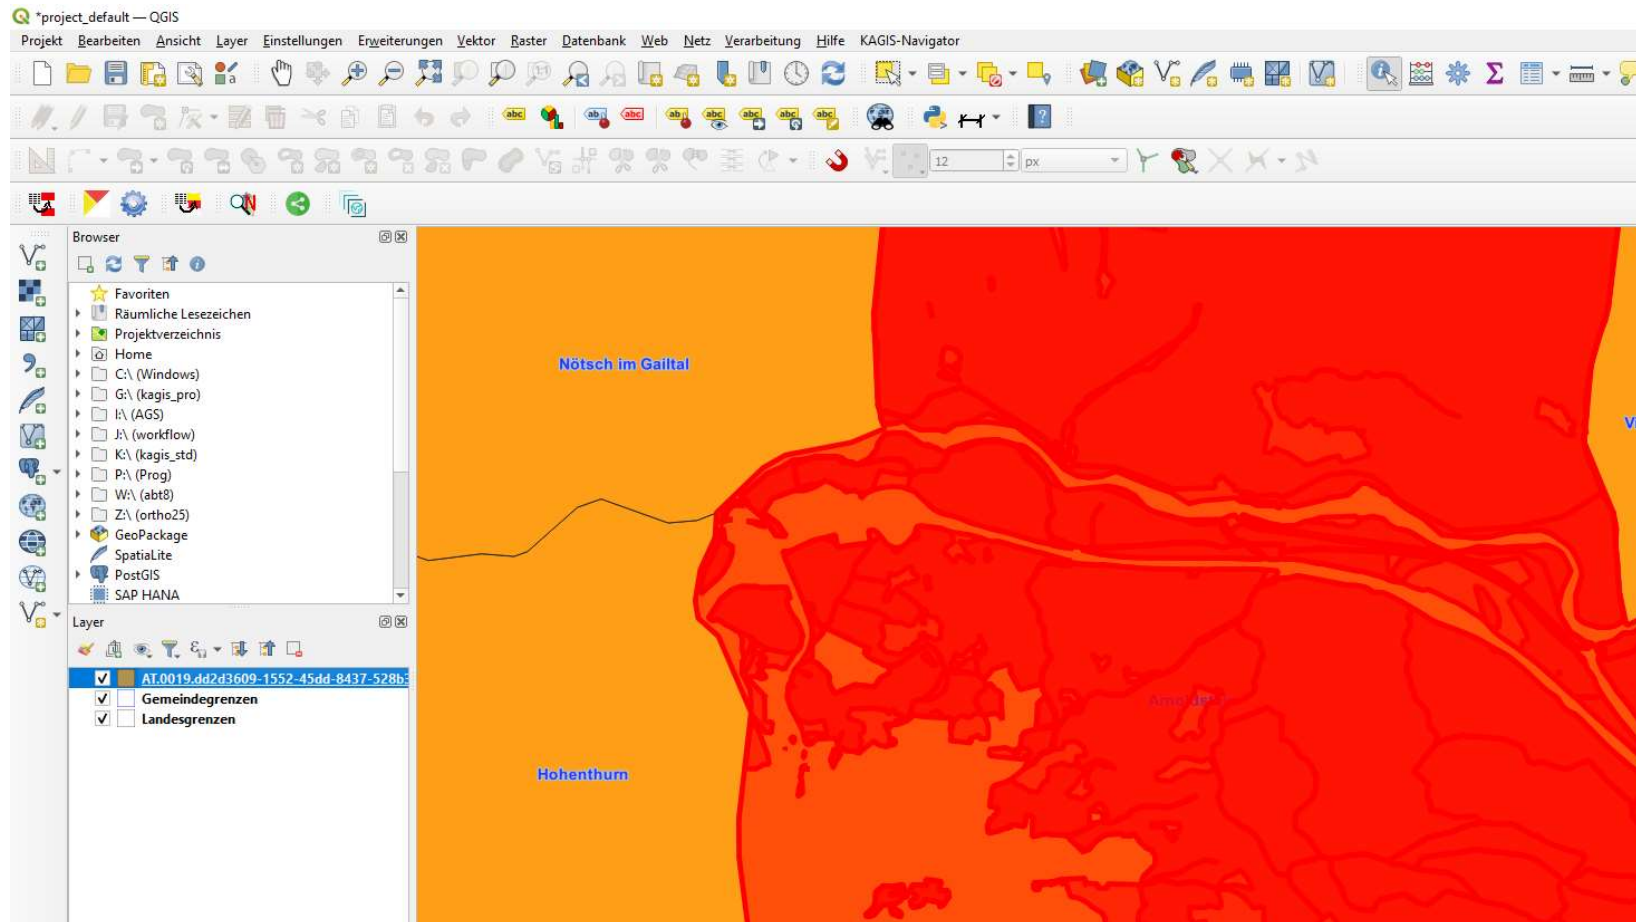 *project_default — QGIS
Projekt Bearbeiten Ansicht Layer Einstellungen Erweiterungen Vektor Raster Datenbank Web Netz Verarbeitung Hilfe KAGIS-Navigator
12 px
Browser
Favoriten
Räumliche Lesezeichen
Projektverzeichnis
Home
C:\ (Windows)
G:\ (kagis_pro)
I:\ (AGS)
J:\ (workflow)
K:\ (kagis_std)
P:\ (Prog)
W:\ (abt8)
Z:\ (ortho25)
GeoPackage
SpatiaLite
PostGIS
SAP HANA
Layer
AT.0019.dd2d3609-1552-45dd-8437-528b
Gemeindegrenzen
Landesgrenzen
Nötsch im Gailtal
Hohenthurn